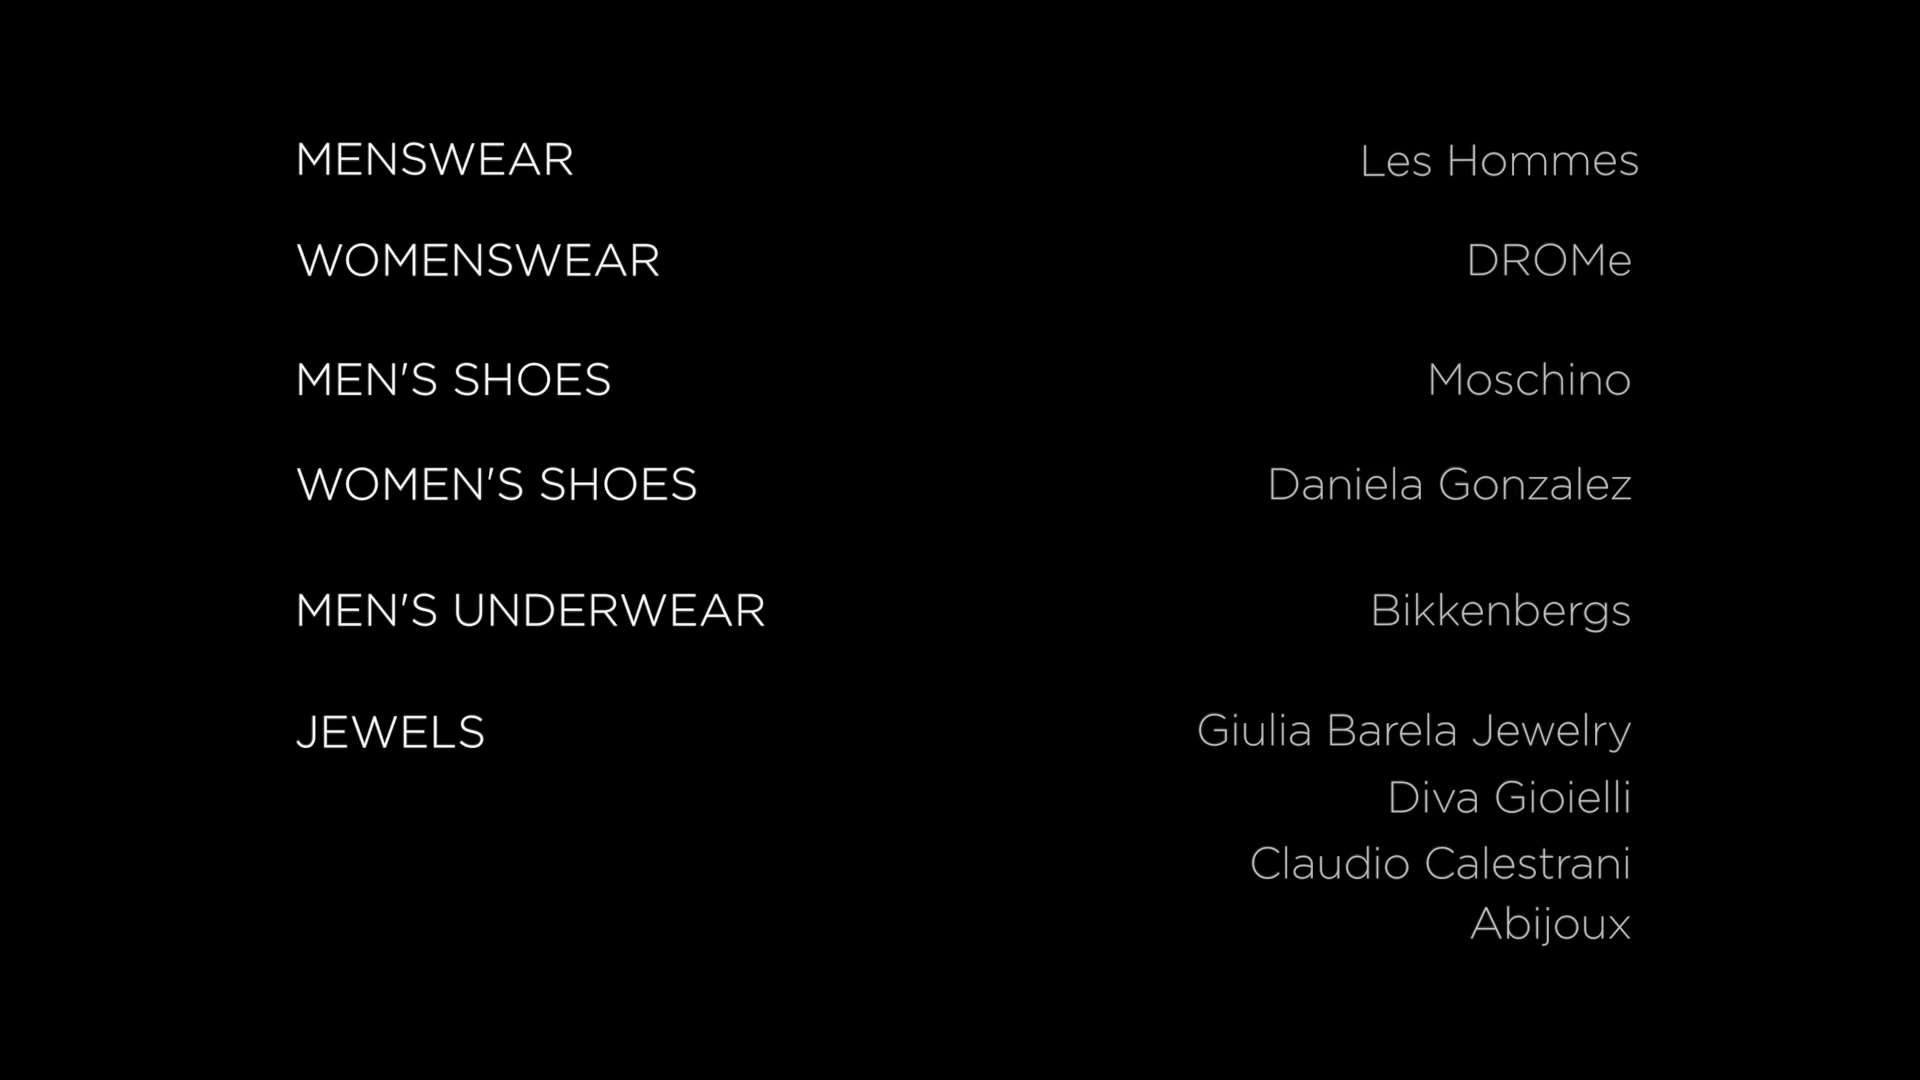 MENSWEAR Les Hommes
WOMENSWEAR DROMe
MEN'S SHOES Moschino
WOMEN'S SHOES Daniela Gonzalez
MEN'S UNDERWEAR Bikkenbergs
JEWELS Giulia Barela Jewelry
Diva Gioielli
Claudio Calestrani
Abijoux